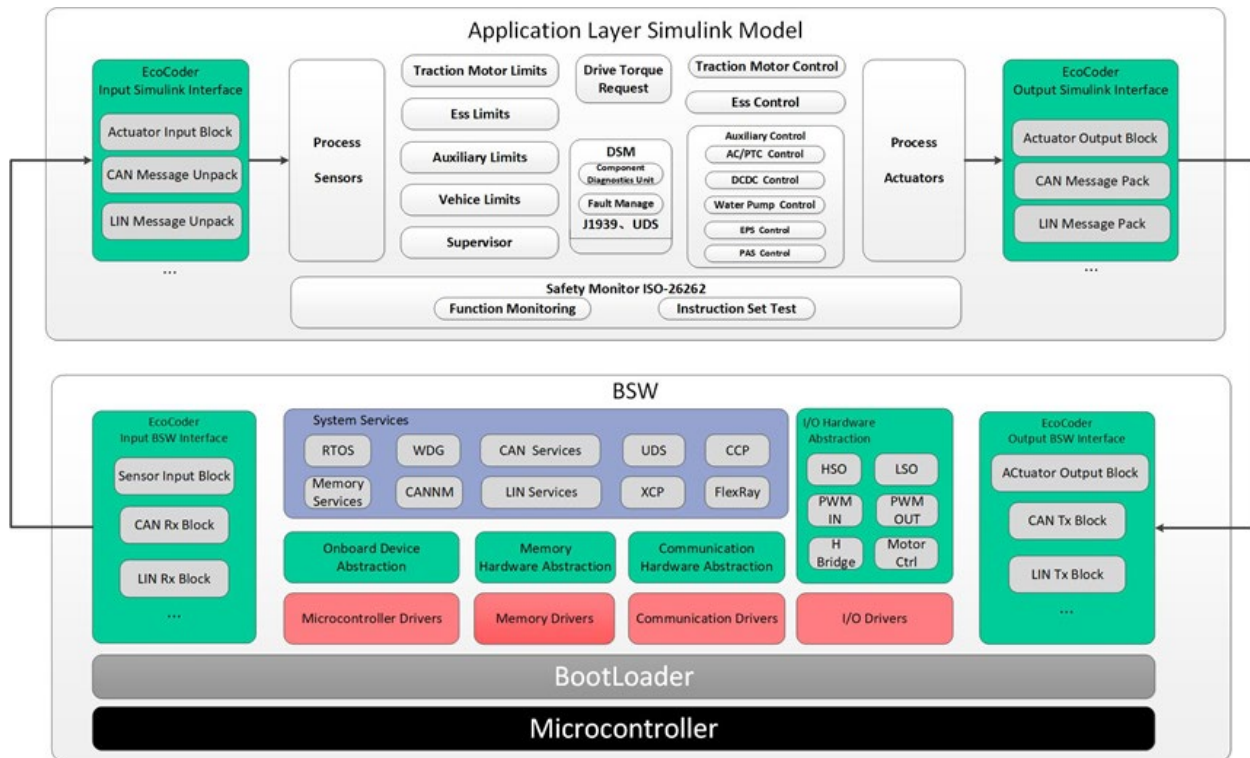 Application Layer Simulink Model
EcoCoder
Input Simulink Interface
Actuator Input Block
CAN Message Unpack
LIN Message Unpack
...
Process
Sensors
Traction Motor Limits
Ess Limits
Auxiliary Limits
Vehice Limits
Supervisor
Drive Torque
Request
DSM
Component
Diagnostics Unit
Fault Manage
J1939、UDS
Traction Motor Control
Ess Control
Auxiliary Control
AC/PTC Control
DCDC Control
Water Pump Control
EPS Control
PAS Control
Process
Actuators
EcoCoder
Output Simulink Interface
Actuator Output Block
CAN Message Pack
LIN Message Pack
...
Safety Monitor ISO-26262
Function Monitoring
Instruction Set Test
BSW
EcoCoder
Input BSW Interface
Sensor Input Block
CAN Rx Block
LIN Rx Block
...
System Services
RTOS
WDG
CAN Services
UDS
CCP
Memory
Services
CANNM
LIN Services
XCP
FlexRay
Onboard Device
Abstraction
Memory
Hardware Abstraction
Communication
Hardware Abstraction
Microcontroller Drivers
Memory Drivers
Communication Drivers
I/O Hardware
Abstraction
HSO
LSO
PWM
IN
PWM
OUT
H
Bridge
Motor
Ctrl
I/O Drivers
EcoCoder
Output BSW Interface
ACtuator Output Block
CAN Tx Block
LIN Tx Block
...
BootLoader
Microcontroller